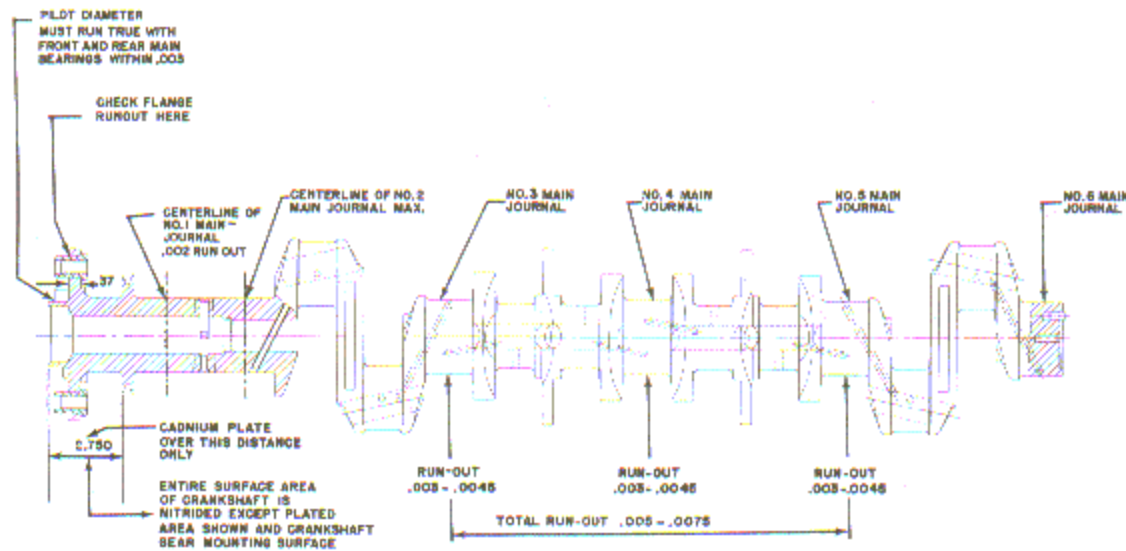 PILOT DIAMETER
MUST RUN TRUE WITH
FRONT AND REAR MAIN
BEARINGS WITHIN .003
CHECK FLANGE
RUNOUT HERE
CENTERLINE OF
NO.1 MAIN-
JOURNAL
.002 RUN OUT
CENTERLINE OF NO.2
MAIN JOURNAL MAX.
NO.3 MAIN
JOURNAL
NO.4 MAIN
JOURNAL
NO.5 MAIN
JOURNAL
NO.6 MAIN
JOURNAL
.37
2.750
CADNIUM PLATE
OVER THIS DISTANCE
ONLY
ENTIRE SURFACE AREA
OF CRANKSHAFT IS
NITRIDED EXCEPT PLATED
AREA SHOWN AND CRANKSHAFT
GEAR MOUNTING SURFACE
RUN-OUT
.003-.0045
RUN-OUT
.003-.0045
RUN-OUT
.003-.0045
TOTAL RUN-OUT .005-.0075